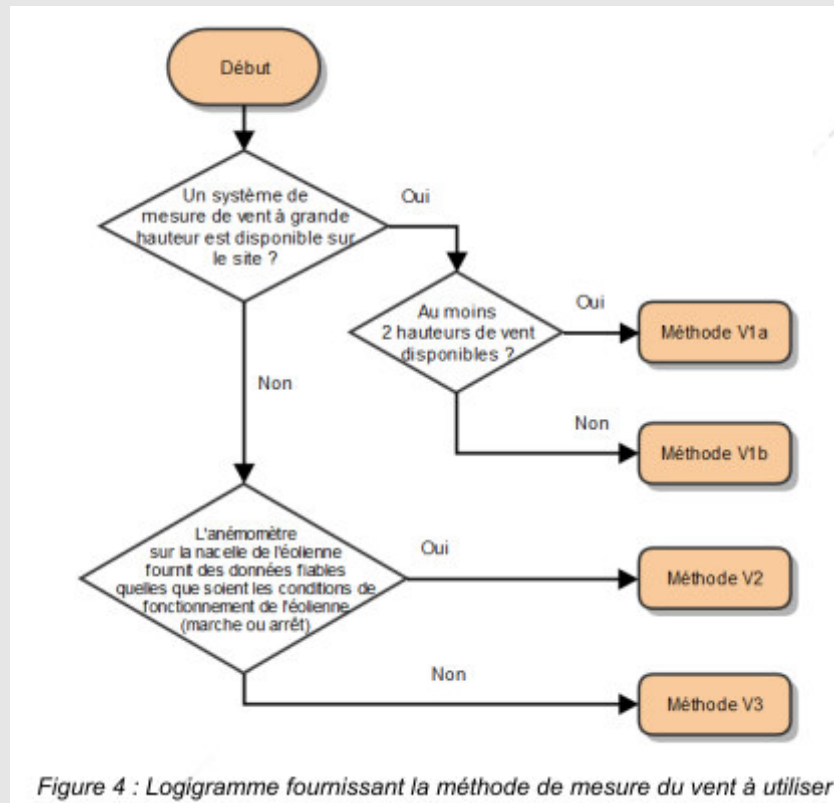 Début
Un système de
mesure de vent à grande
hauteur est disponible sur
le site ?
Oui
Au moins
2 hauteurs de vent
disponibles ?
Oui
Méthode V1a
Non
Non
Méthode V1b
L'anémomètre
sur la nacelle de l'éolienne
fournit des données fiables
quelles que soient les conditions de
fonctionnement de l'éolienne
(marche ou arrêt)
Oui
Méthode V2
Non
Méthode V3
Figure 4 : Logigramme fournissant la méthode de mesure du vent à utiliser